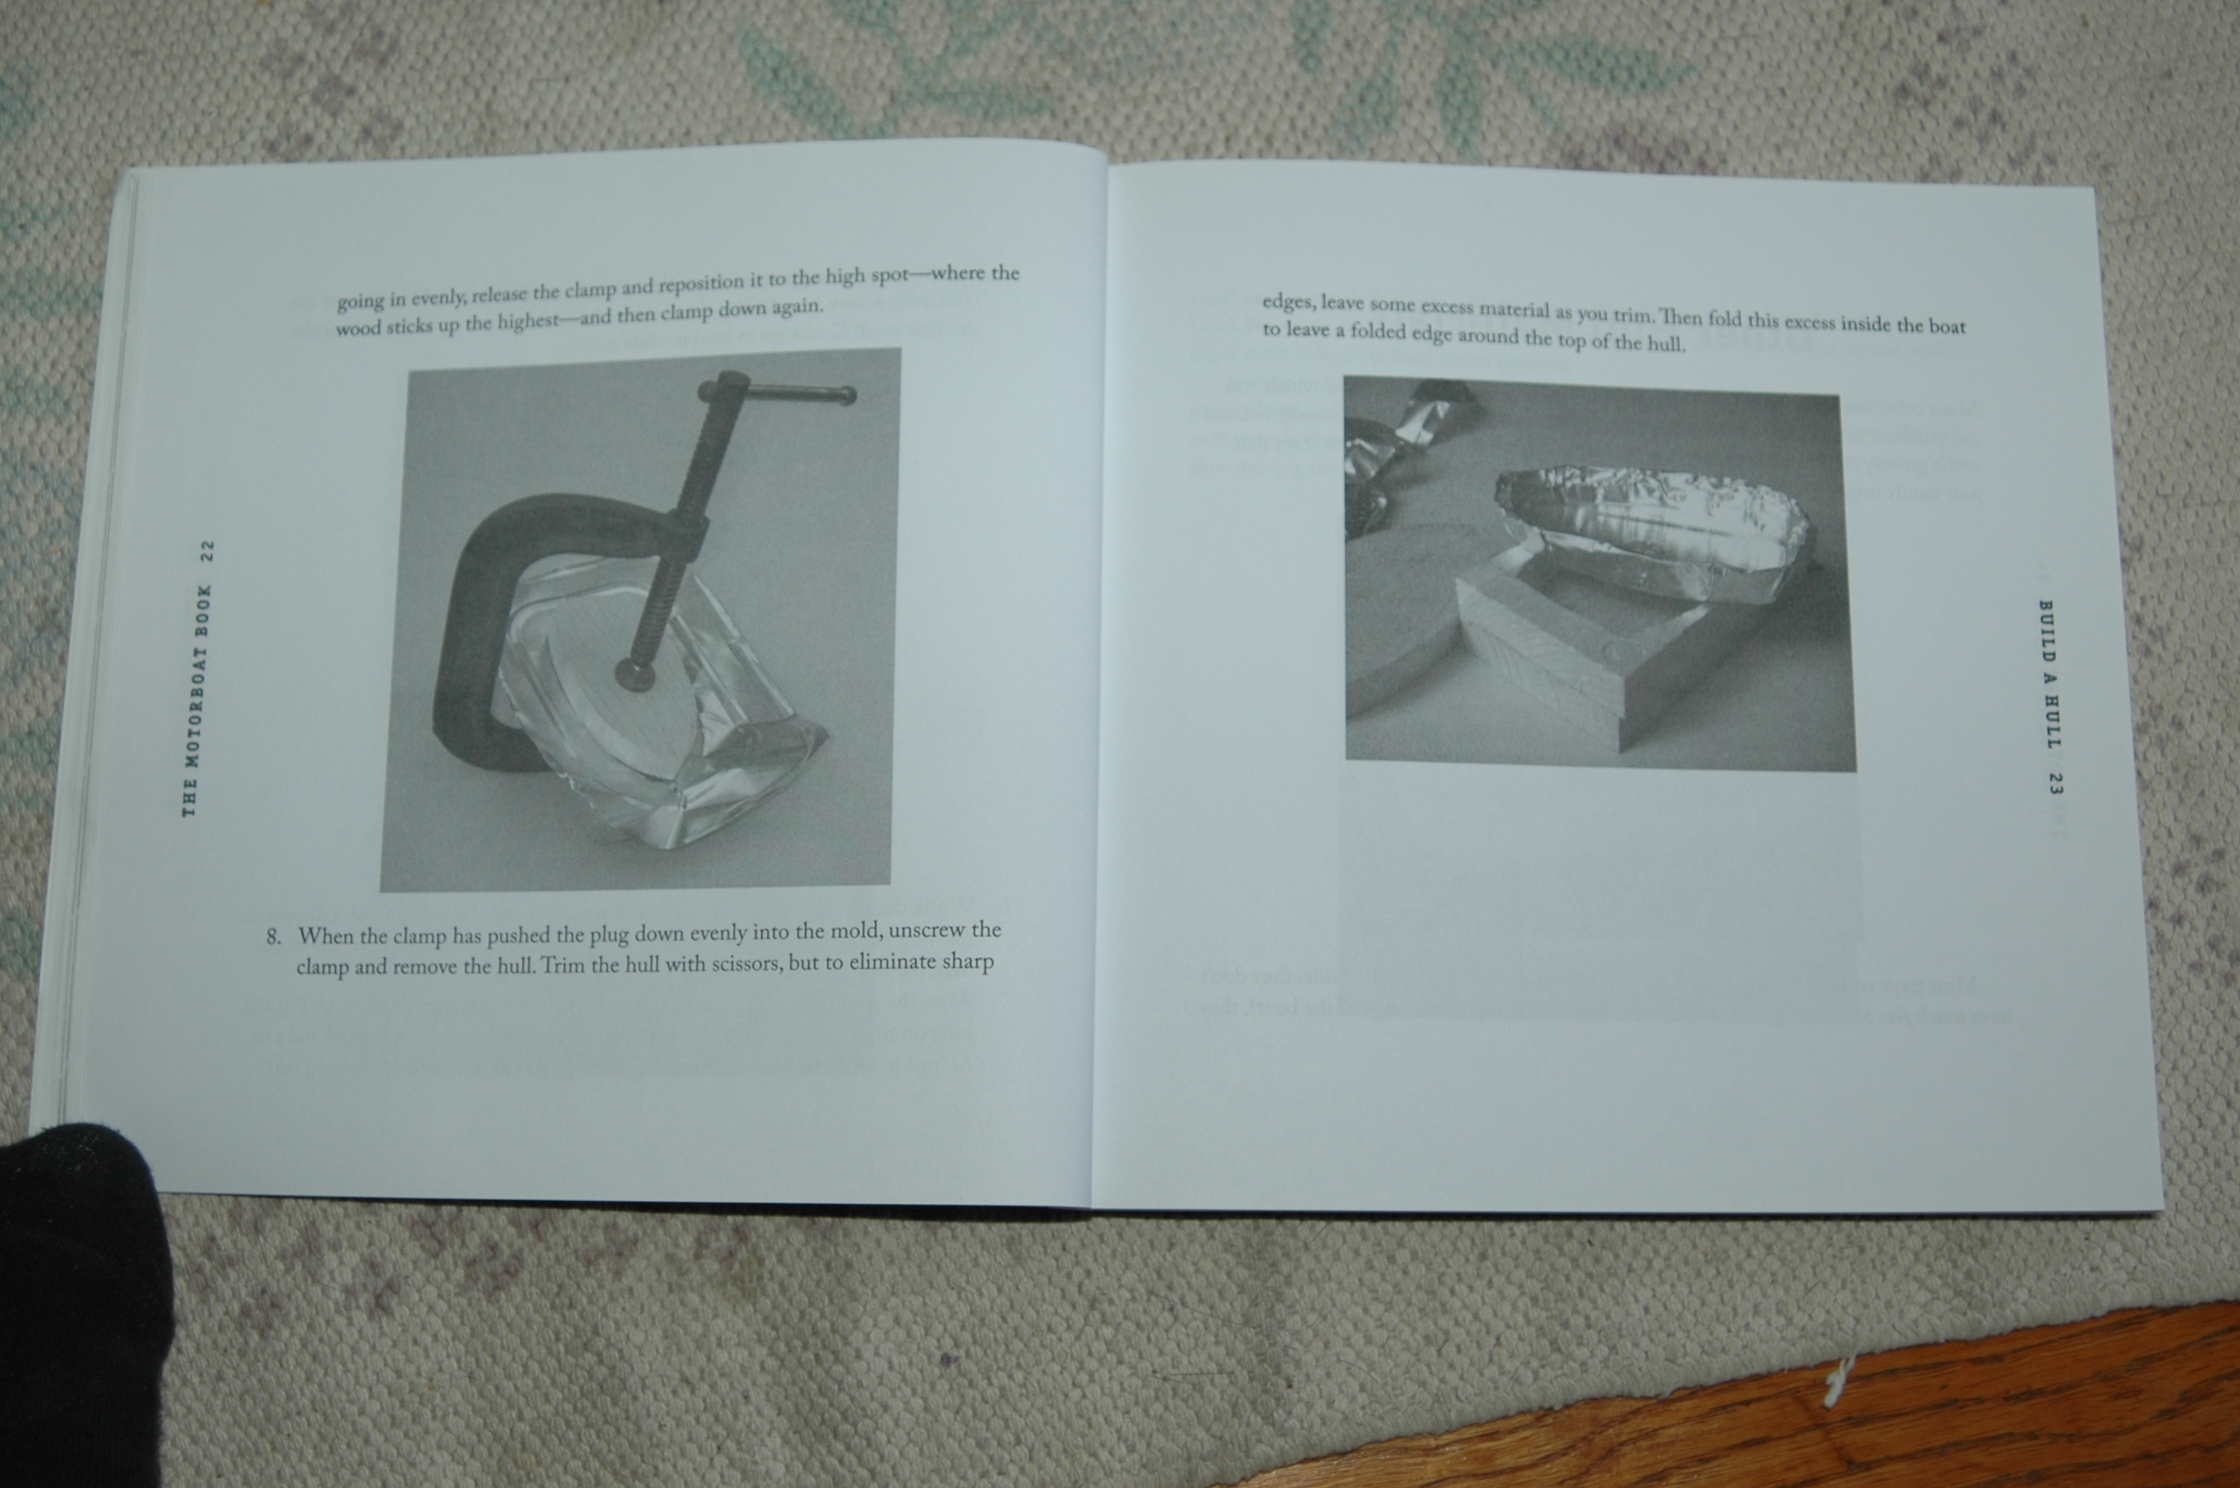 going in evenly, release the clamp and reposition it to the high spot—where the
wood sticks up the highest—and then clamp down again.
8. When the clamp has pushed the plug down evenly into the mold, unscrew the
clamp and remove the hull. Trim the hull with scissors, but to eliminate sharp
THE MOTORBOAT BOOK 22
edges, leave some excess material as you trim. Then fold this excess inside the boat
to leave a folded edge around the top of the hull.
BUILD A HULL 23